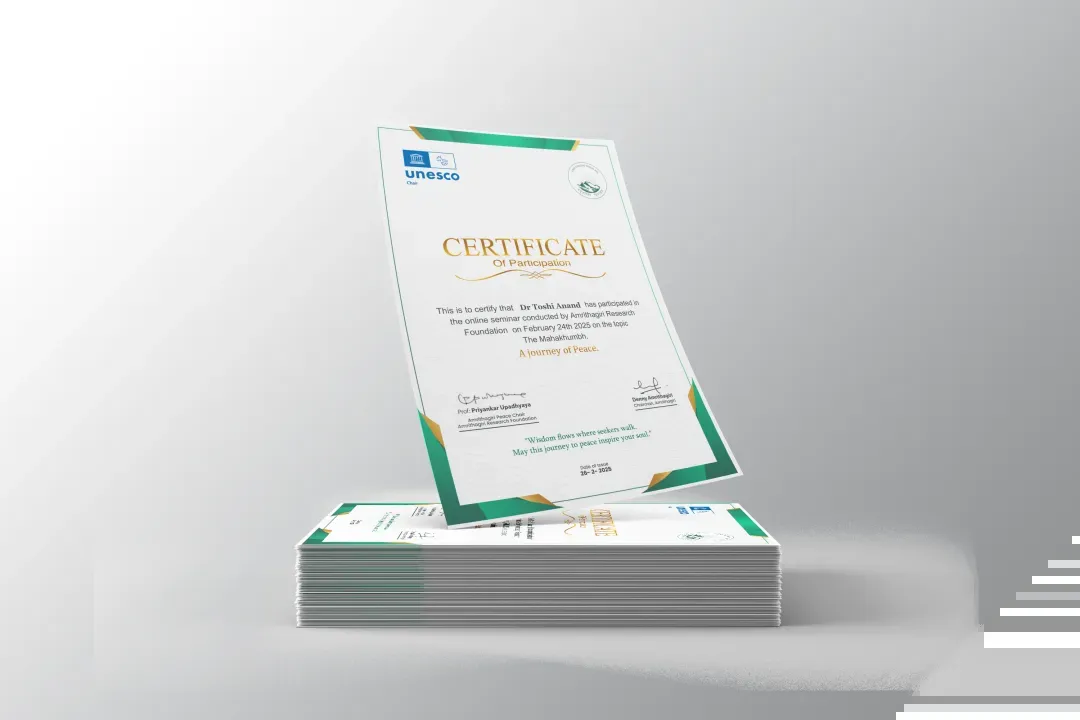 unesco
Chair
CERTIFICATE
Of Participation
This is to certify that Dr Toshi Anand has participated in
the online seminar conducted by Amrithagiri Research
Foundation on February 24th 2025 on the topic
The Mahakhumbh.
A journey of Peace.
Prof: Priyankar Upadhyaya
Amrithagiri Peace Chair
Amrithagiri Research Foundation
Denny Amrithagiri
Chairman, Amrithagiri
"Wisdom flows where seekers walk.
May this journey to peace inspire your soul."
Date of Issue
25- 2- 2025